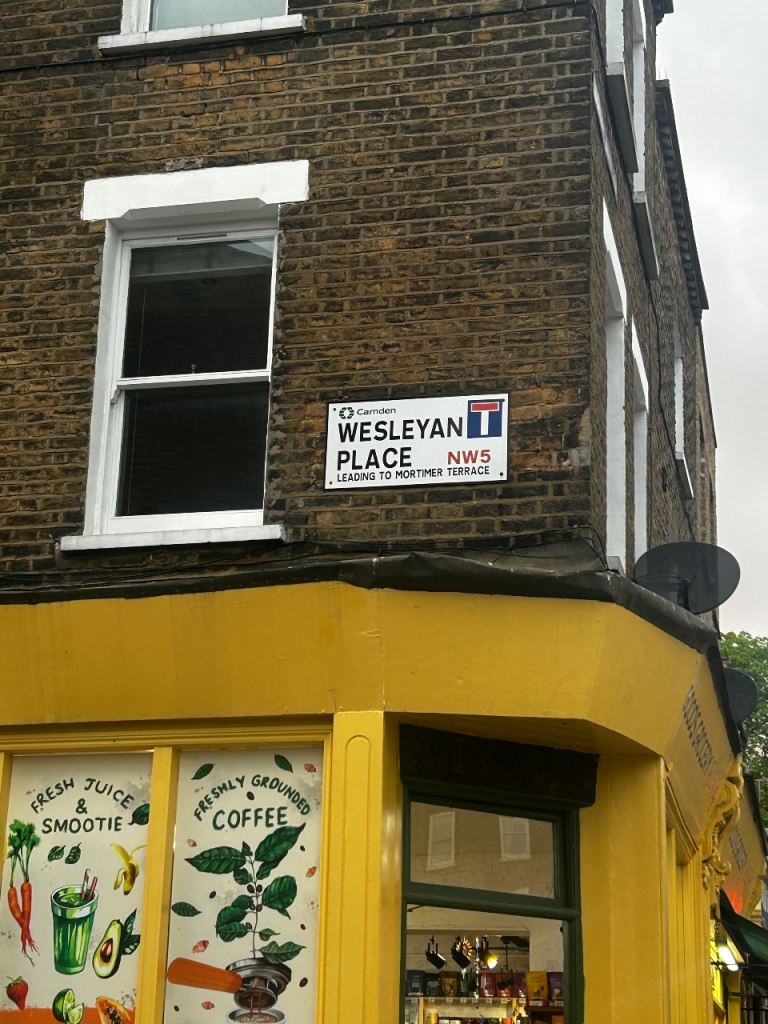 Camden
WESLEYAN
PLACE NW5
LEADING TO MORTIMER TERRACE
FRESH JUICE
&
SMOOTIE
FRESHLY GROUNDED
COFFEE